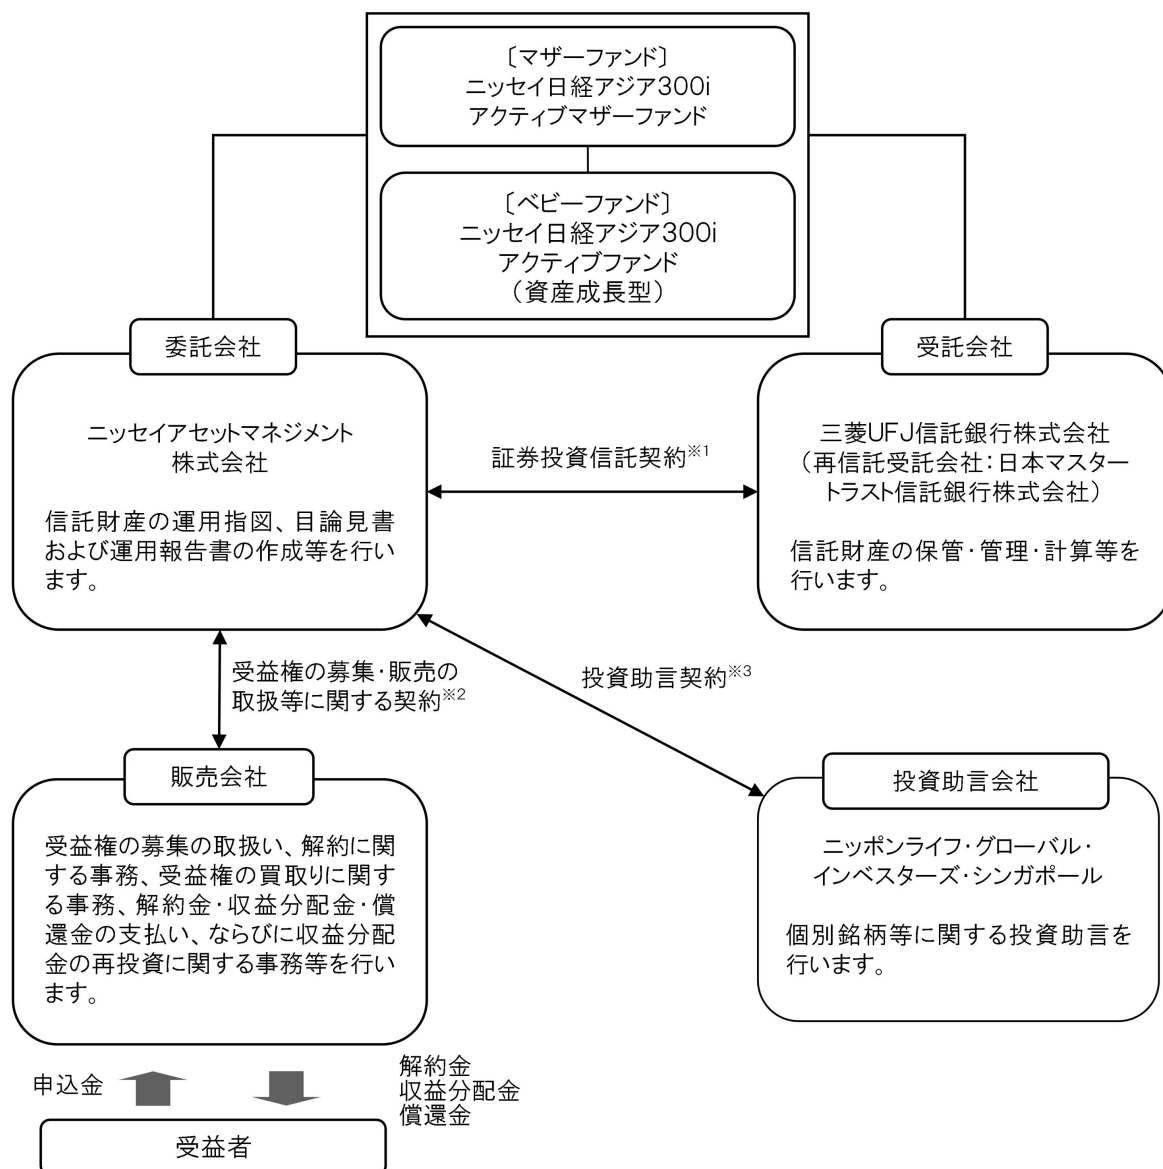 〔マザーファンド〕
ニッセイ日経アジア300i
アクティブマザーファンド
〔ベビーファンド〕
ニッセイ日経アジア300i
アクティブファンド
（資産成長型）
委託会社
ニッセイアセットマネジメント
株式会社
信託財産の運用指図、目論見書
および運用報告書の作成等を行い
ます。
証券投資信託契約※1
受託会社
三菱UFJ信託銀行株式会社
（再信託受託会社：日本マスター
トラスト信託銀行株式会社）
信託財産の保管・管理・計算等を
行います。
受益権の募集・販売の
取扱等に関する契約※2
投資助言契約※3
販売会社
受益権の募集の取扱い、解約に関
する事務、受益権の買取りに関す
る事務、解約金・収益分配金・償
還金の支払い、ならびに収益分配
金の再投資に関する事務等を行い
ます。
投資助言会社
ニッポンライフ・グローバル・
インベスターズ・シンガポール
個別銘柄等に関する投資助言を
行います。
申込金
解約金
収益分配金
償還金
受益者